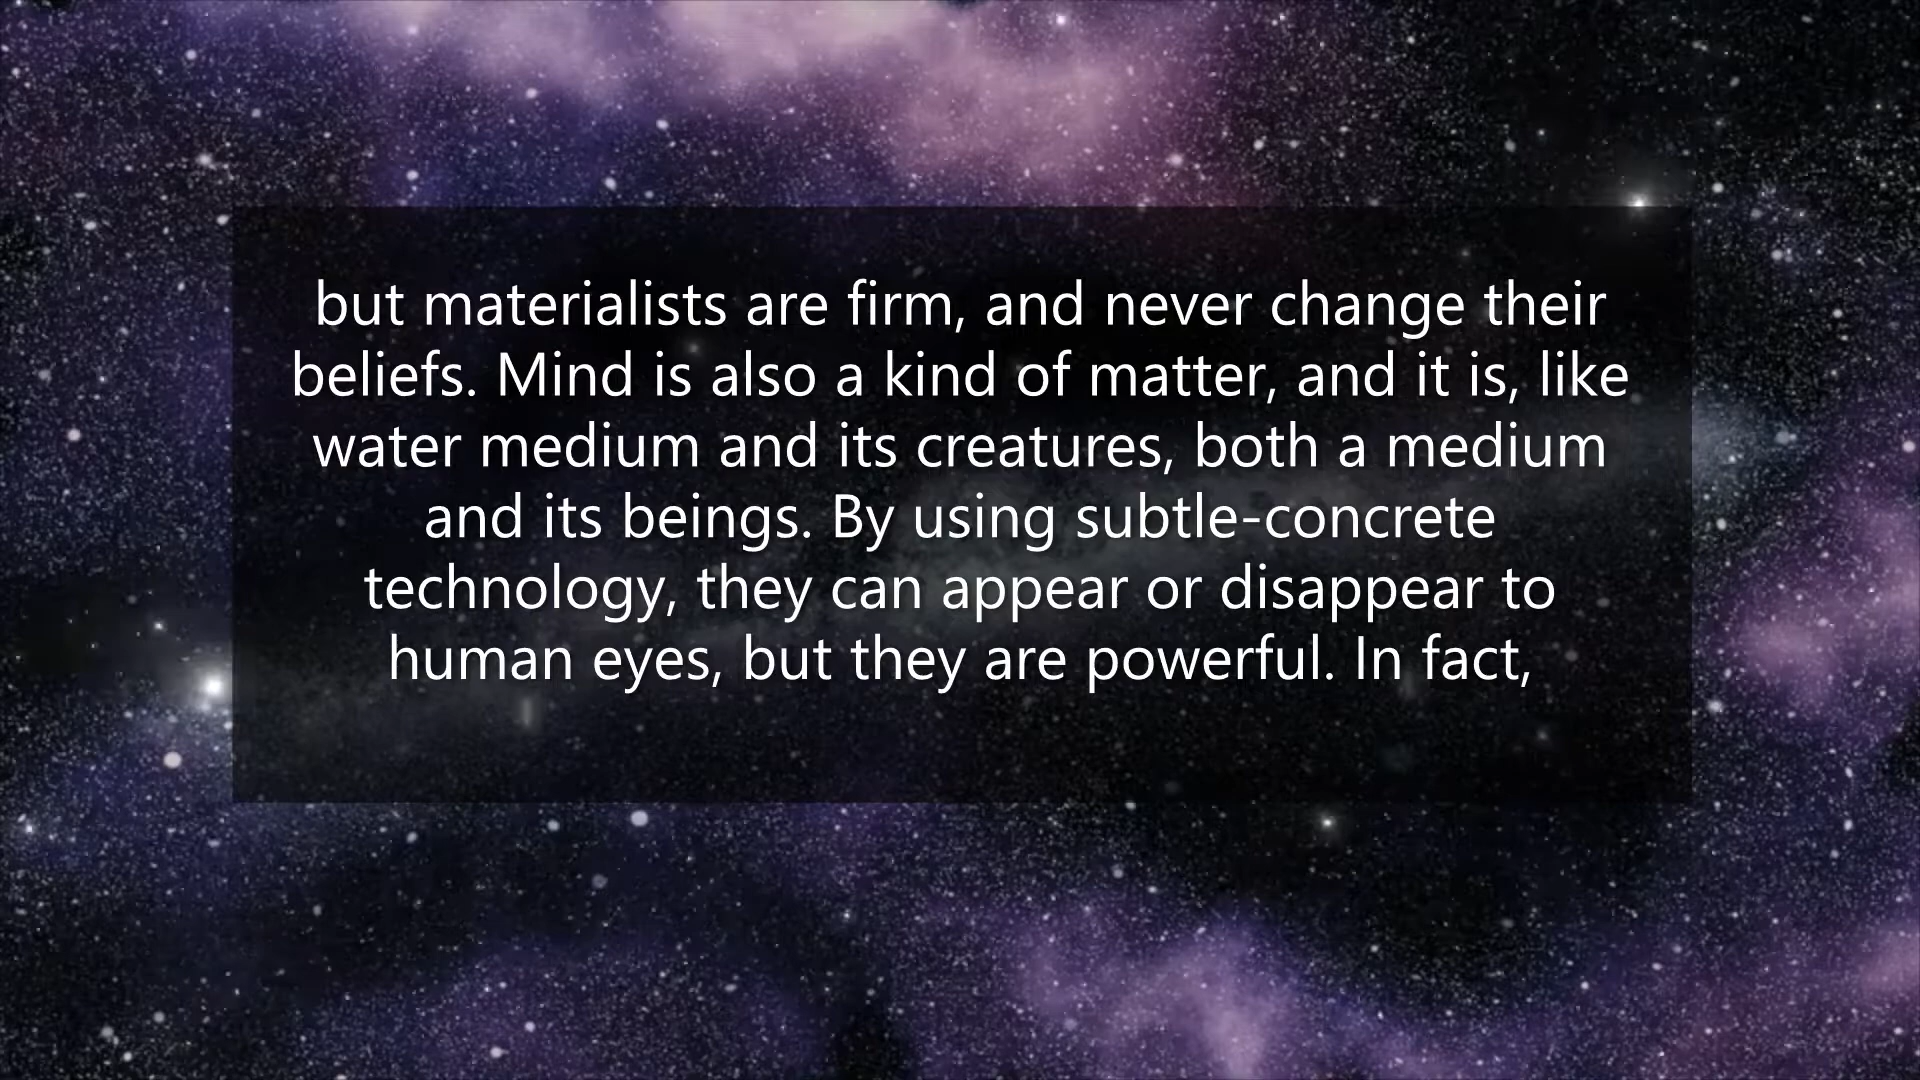 but materialists are firm, and never change their
beliefs. Mind is also a kind of matter, and it is, like
water medium and its creatures, both a medium
and its beings. By using subtle-concrete
technology, they can appear or disappear to
human eyes, but they are powerful. In fact,